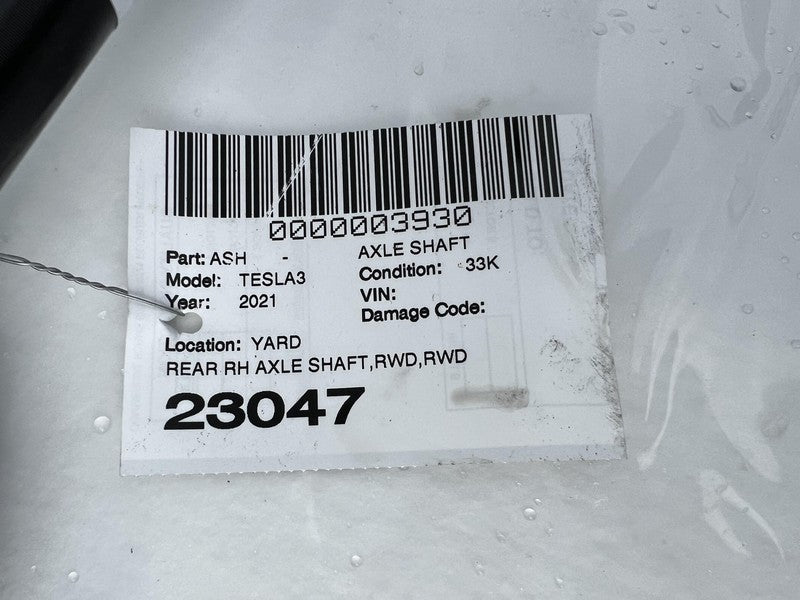 0000003930
Part: ASH - AXLE SHAFT
Model: TESLA3 Condition: 33K
Year: 2021 VIN:
Damage Code:
Location: YARD
REAR RH AXLE SHAFT,RWD,RWD
23047